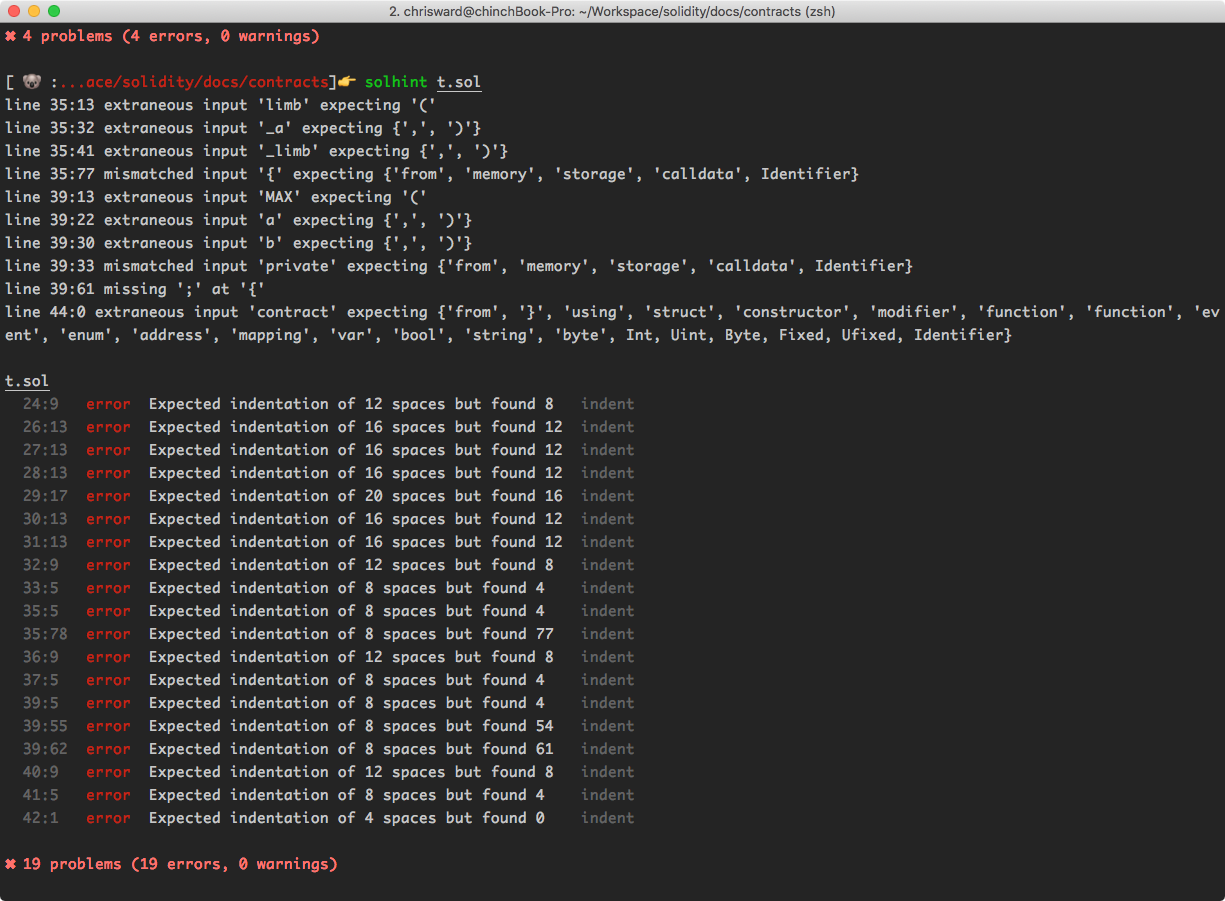 2. chrisward@chinchBook-Pro: ~/Workspace/solidity/docs/contracts (zsh)
✖ 4 problems (4 errors, 0 warnings)
[ 🐨 :...ace/solidity/docs/contracts]👉 solhint t.sol
line 35:13 extraneous input 'limb' expecting '('
line 35:32 extraneous input '_a' expecting {',', ')'}
line 35:41 extraneous input '_limb' expecting {',', ')'}
line 35:77 mismatched input '{' expecting {'from', 'memory', 'storage', 'calldata', Identifier}
line 39:13 extraneous input 'MAX' expecting '('
line 39:22 extraneous input 'a' expecting {',', ')'}
line 39:30 extraneous input 'b' expecting {',', ')'}
line 39:33 mismatched input 'private' expecting {'from', 'memory', 'storage', 'calldata', Identifier}
line 39:61 missing ';' at '{'
line 44:0 extraneous input 'contract' expecting {'from', '}', 'using', 'struct', 'constructor', 'modifier', 'function', 'function', 'ev
ent', 'enum', 'address', 'mapping', 'var', 'bool', 'string', 'byte', Int, Uint, Byte, Fixed, Ufixed, Identifier}
t.sol
24:9 error Expected indentation of 12 spaces but found 8 indent
26:13 error Expected indentation of 16 spaces but found 12 indent
27:13 error Expected indentation of 16 spaces but found 12 indent
28:13 error Expected indentation of 16 spaces but found 12 indent
29:17 error Expected indentation of 20 spaces but found 16 indent
30:13 error Expected indentation of 16 spaces but found 12 indent
31:13 error Expected indentation of 16 spaces but found 12 indent
32:9 error Expected indentation of 12 spaces but found 8 indent
33:5 error Expected indentation of 8 spaces but found 4 indent
35:5 error Expected indentation of 8 spaces but found 4 indent
35:78 error Expected indentation of 8 spaces but found 77 indent
36:9 error Expected indentation of 12 spaces but found 8 indent
37:5 error Expected indentation of 8 spaces but found 4 indent
39:5 error Expected indentation of 8 spaces but found 4 indent
39:55 error Expected indentation of 8 spaces but found 54 indent
39:62 error Expected indentation of 8 spaces but found 61 indent
40:9 error Expected indentation of 12 spaces but found 8 indent
41:5 error Expected indentation of 8 spaces but found 4 indent
42:1 error Expected indentation of 4 spaces but found 0 indent
✖ 19 problems (19 errors, 0 warnings)